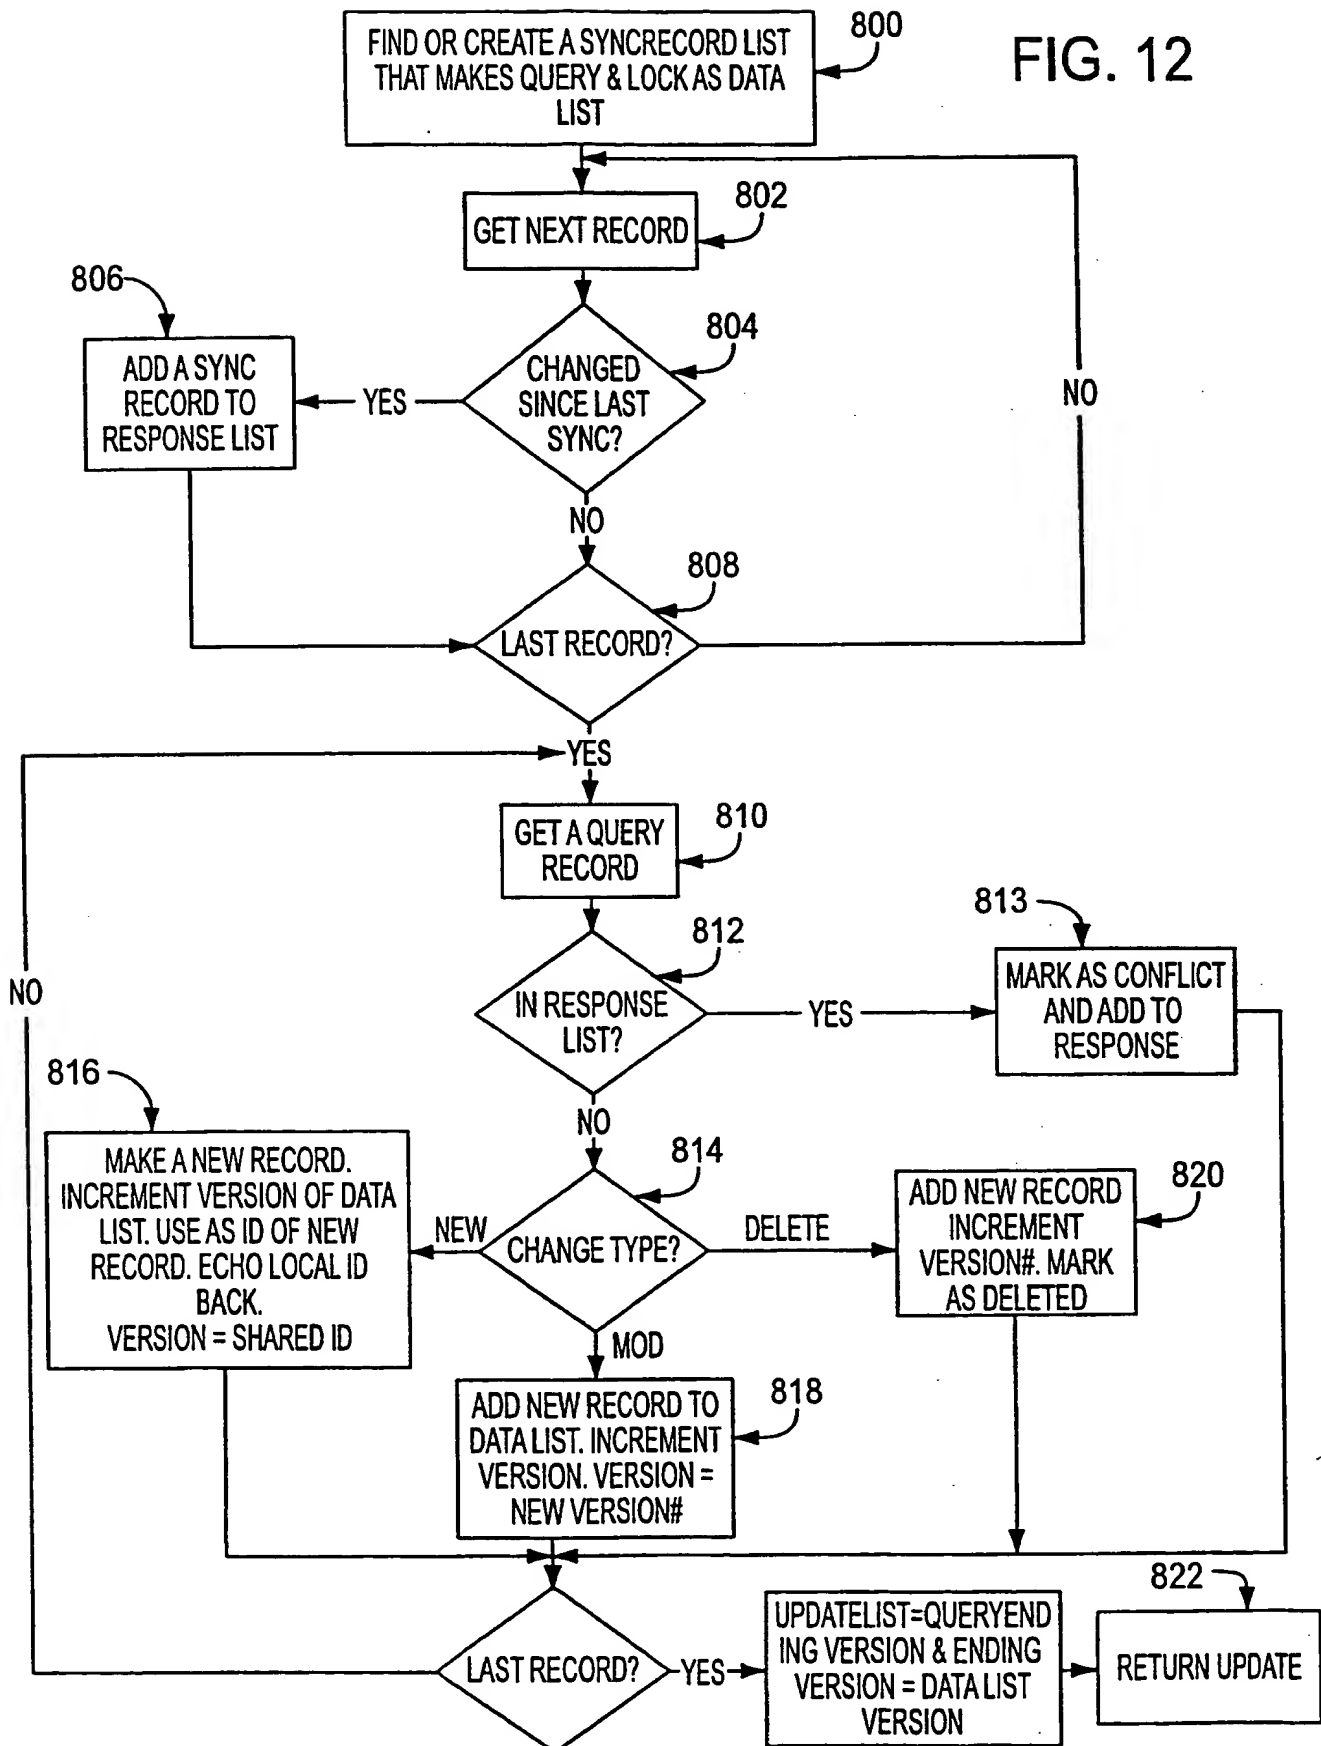 FIG. 12
800
FIND OR CREATE A SYNCRECORD LIST
THAT MAKES QUERY & LOCK AS DATA
LIST
802
GET NEXT RECORD
806
804
ADD A SYNC
RECORD TO
RESPONSE LIST
YES
CHANGED
SINCE LAST
SYNC?
NO
NO
808
LAST RECORD?
YES
810
GET A QUERY
RECORD
813
812
NO
IN RESPONSE
LIST?
YES
MARK AS CONFLICT
AND ADD TO
RESPONSE
816
NO
MAKE A NEW RECORD.
INCREMENT VERSION OF DATA
LIST. USE AS ID OF NEW
RECORD. ECHO LOCAL ID
BACK.
VERSION = SHARED ID
814
NEW
CHANGE TYPE?
DELETE
820
ADD NEW RECORD
INCREMENT
VERSION#. MARK
AS DELETED
MOD
818
ADD NEW RECORD TO
DATA LIST. INCREMENT
VERSION. VERSION =
NEW VERSION#
822
LAST RECORD?
YES
UPDATELIST=QUERYEND
ING VERSION & ENDING
VERSION = DATA LIST
VERSION
RETURN UPDATE